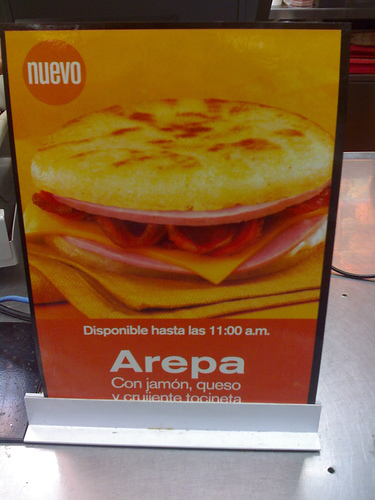 nuevo
Disponible hasta las 11:00 a.m.
Arepa
Con jamón, queso
y crujiente tocineta